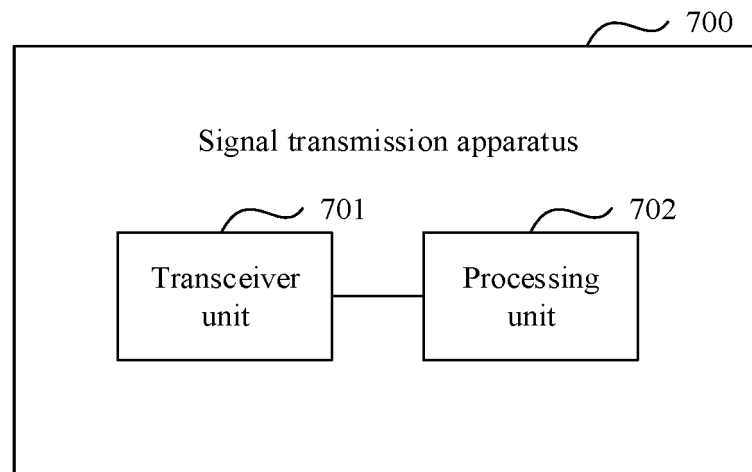 700
Signal transmission apparatus
701
702
Transceiver
unit
Processing
unit